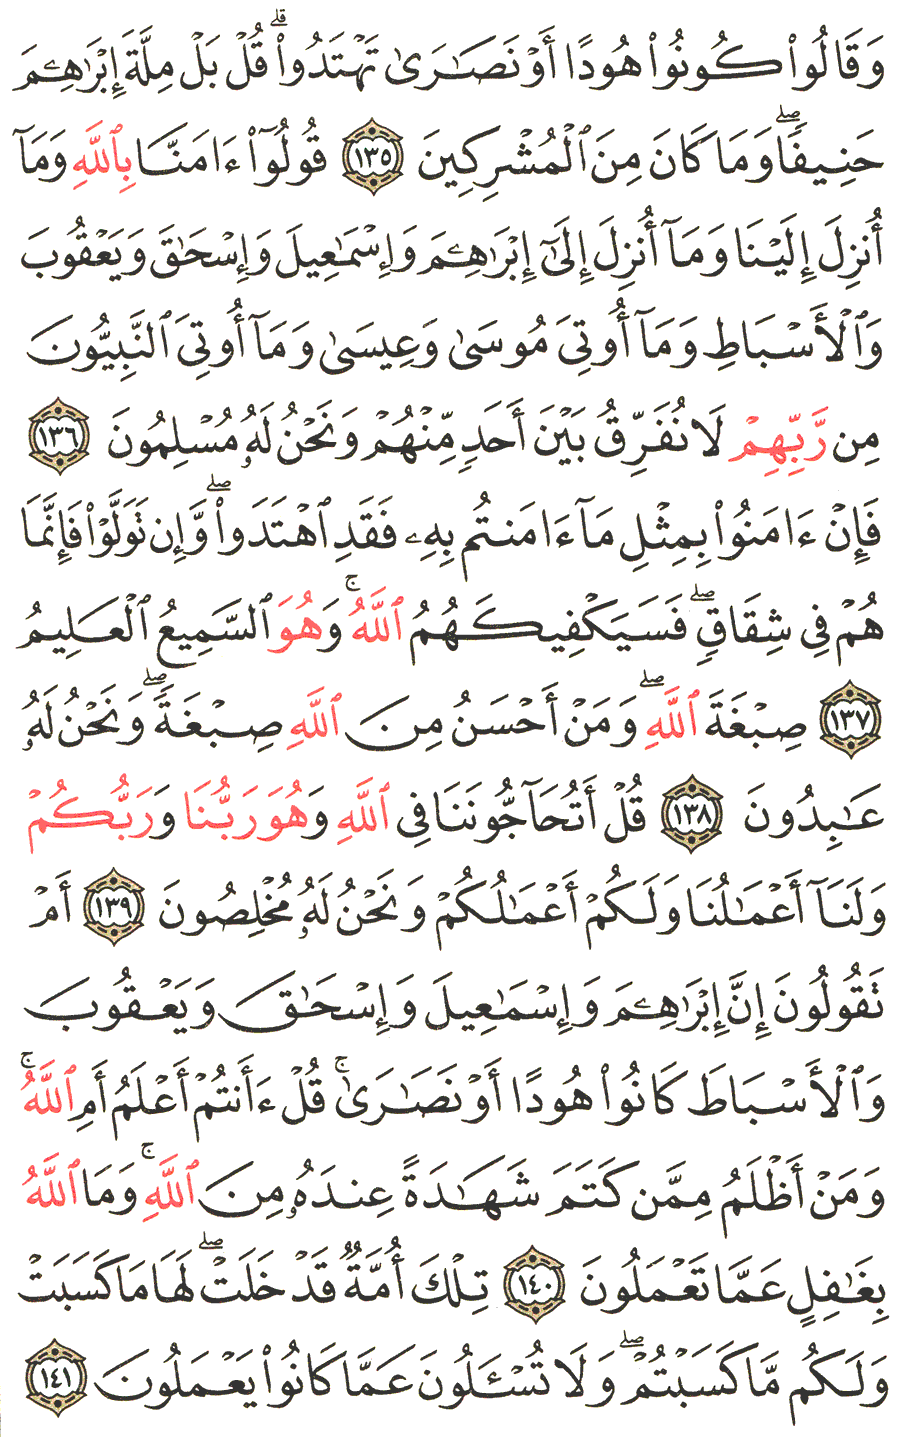 وَقَالُوا۟ كُونُوا۟ هُودًا أَوْ نَصَـٰرَىٰ تَهْتَدُوا۟ ۗ قُلْ بَلْ مِلَّةَ إِبْرَٰهِـۧمَ
حَنِيفًا ۖ وَمَا كَانَ مِنَ ٱلْمُشْرِكِينَ ١٣٥ قُولُوٓا۟ ءَامَنَّا بِٱللَّهِ وَمَآ
أُنزِلَ إِلَيْنَا وَمَآ أُنزِلَ إِلَىٰٓ إِبْرَٰهِـۧمَ وَإِسْمَـٰعِيلَ وَإِسْحَـٰقَ وَيَعْقُوبَ
وَٱلْأَسْبَاطِ وَمَآ أُوتِىَ مُوسَىٰ وَعِيسَىٰ وَمَآ أُوتِىَ ٱلنَّبِيُّونَ
مِن رَّبِّهِمْ لَا نُفَرِّقُ بَيْنَ أَحَدٍ مِّنْهُمْ وَنَحْنُ لَهُۥ مُسْلِمُونَ ١٣٦
فَإِنْ ءَامَنُوا۟ بِمِثْلِ مَآ ءَامَنتُم بِهِۦ فَقَدِ ٱهْتَدَوا۟ ۖ وَّإِن تَوَلَّوْا۟ فَإِنَّمَا
هُمْ فِى شِقَاقٍ ۖ فَسَيَكْفِيكَهُمُ ٱللَّهُ ۚ وَهُوَ ٱلسَّمِيعُ ٱلْعَلِيمُ
١٣٧ صِبْغَةَ ٱللَّهِ ۖ وَمَنْ أَحْسَنُ مِنَ ٱللَّهِ صِبْغَةً ۖ وَنَحْنُ لَهُۥ
عَـٰبِدُونَ ١٣٨ قُلْ أَتُحَآجُّونَنَا فِى ٱللَّهِ وَهُوَ رَبُّنَا وَرَبُّكُمْ
وَلَنَآ أَعْمَـٰلُنَا وَلَكُمْ أَعْمَـٰلُكُمْ وَنَحْنُ لَهُۥ مُخْلِصُونَ ١٣٩ أَمْ
تَقُولُونَ إِنَّ إِبْرَٰهِـۧمَ وَإِسْمَـٰعِيلَ وَإِسْحَـٰقَ وَيَعْقُوبَ
وَٱلْأَسْبَاطَ كَانُوا۟ هُودًا أَوْ نَصَـٰرَىٰ ۗ قُلْ ءَأَنتُمْ أَعْلَمُ أَمِ ٱللَّهُ ۗ
وَمَنْ أَظْلَمُ مِمَّن كَتَمَ شَهَـٰدَةً عِندَهُۥ مِنَ ٱللَّهِ ۗ وَمَا ٱللَّهُ
بِغَـٰفِلٍ عَمَّا تَعْمَلُونَ ١٤٠ تِلْكَ أُمَّةٌ قَدْ خَلَتْ ۖ لَهَا مَا كَسَبَتْ
وَلَكُم مَّا كَسَبْتُمْ ۖ وَلَا تُسْـَٔلُونَ عَمَّا كَانُوا۟ يَعْمَلُونَ ١٤١